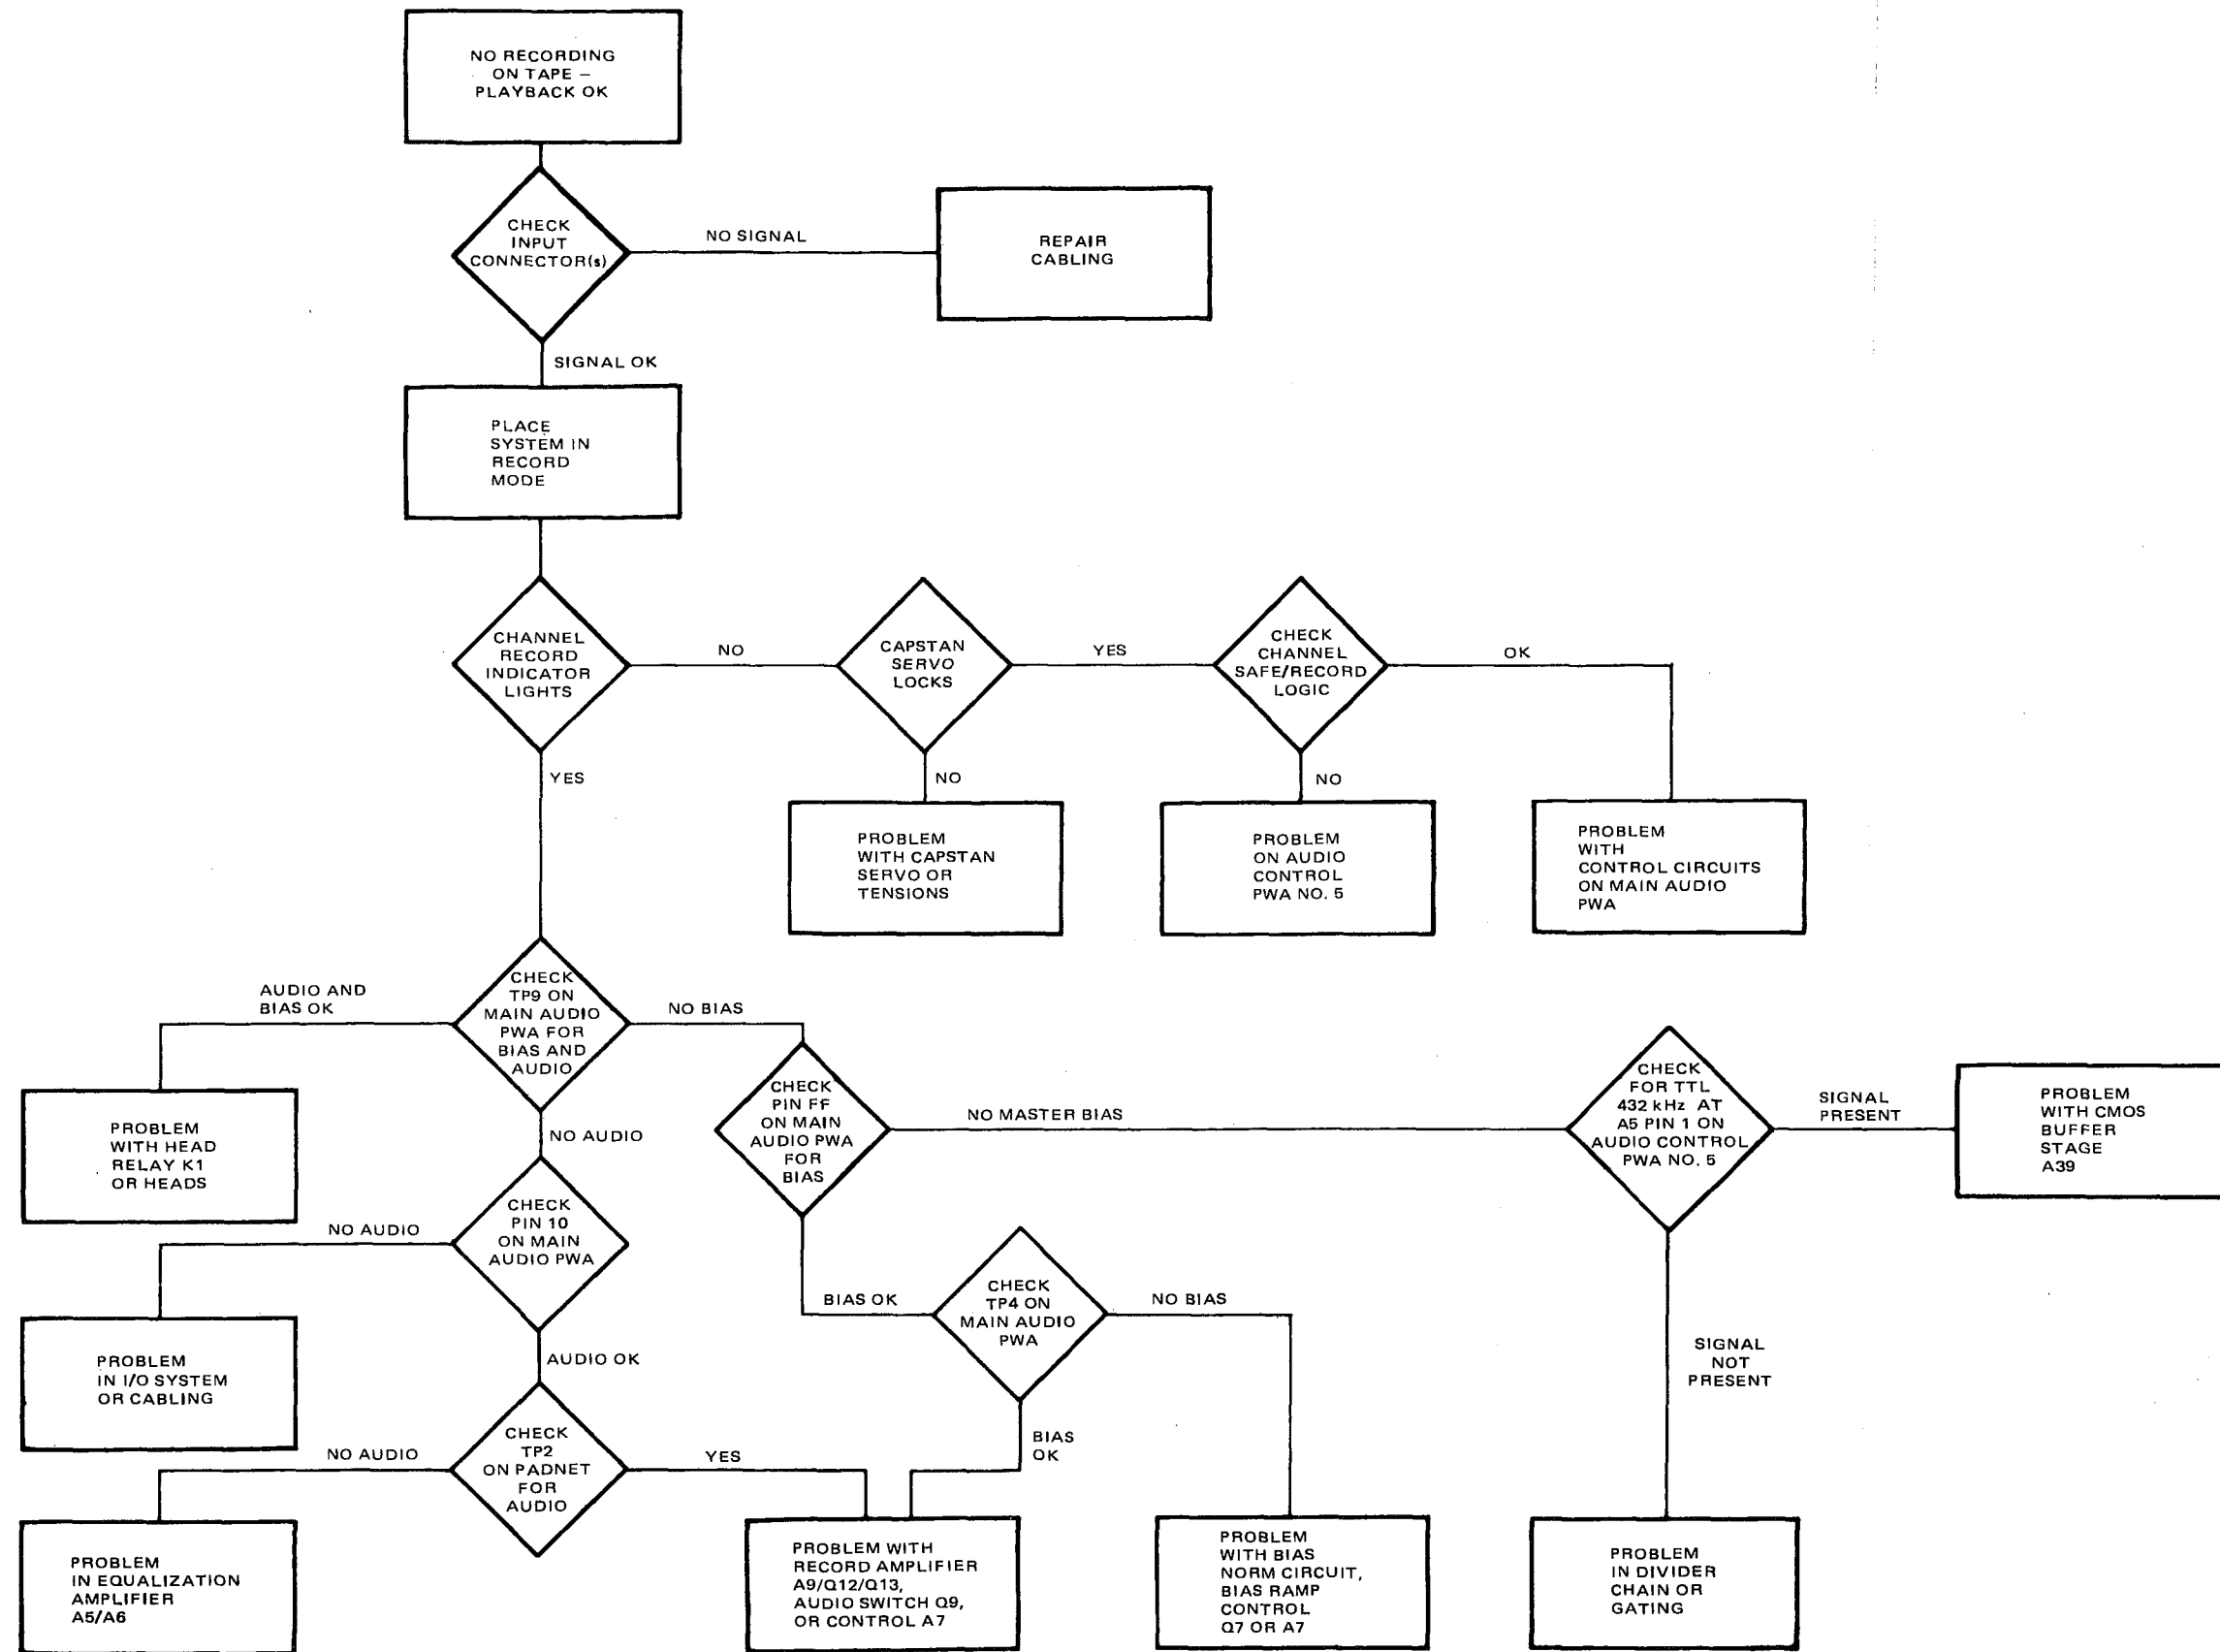 NO RECORDING
ON TAPE –
PLAYBACK OK
CHECK
INPUT
CONNECTOR(s)
NO SIGNAL
REPAIR
CABLING
SIGNAL OK
PLACE
SYSTEM IN
RECORD
MODE
CHANNEL
RECORD
INDICATOR
LIGHTS
NO
CAPSTAN
SERVO
LOCKS
YES
CHECK
CHANNEL
SAFE/RECORD
LOGIC
OK
YES
NO
NO
PROBLEM
WITH CAPSTAN
SERVO OR
TENSIONS
PROBLEM
ON AUDIO
CONTROL
PWA NO. 5
PROBLEM
WITH
CONTROL CIRCUITS
ON MAIN AUDIO
PWA
AUDIO AND
BIAS OK
CHECK
TP9 ON
MAIN AUDIO
PWA FOR
BIAS AND
AUDIO
NO BIAS
CHECK
PIN FF
ON MAIN
AUDIO PWA
FOR
BIAS
NO MASTER BIAS
CHECK
FOR TTL
432 kHz AT
A5 PIN 1 ON
AUDIO CONTROL
PWA NO. 5
SIGNAL
PRESENT
PROBLEM
WITH CMOS
BUFFER
STAGE
A39
PROBLEM
WITH HEAD
RELAY K1
OR HEADS
NO AUDIO
NO AUDIO
CHECK
PIN 10
ON MAIN
AUDIO PWA
BIAS OK
CHECK
TP4 ON
MAIN AUDIO
PWA
NO BIAS
SIGNAL
NOT
PRESENT
PROBLEM
IN I/O SYSTEM
OR CABLING
AUDIO OK
NO AUDIO
CHECK
TP2
ON PADNET
FOR
AUDIO
YES
BIAS
OK
PROBLEM
IN EQUALIZATION
AMPLIFIER
A5/A6
PROBLEM WITH
RECORD AMPLIFIER
A9/Q12/Q13,
AUDIO SWITCH Q9,
OR CONTROL A7
PROBLEM
WITH BIAS
NORM CIRCUIT,
BIAS RAMP
CONTROL
Q7 OR A7
PROBLEM
IN DIVIDER
CHAIN OR
GATING